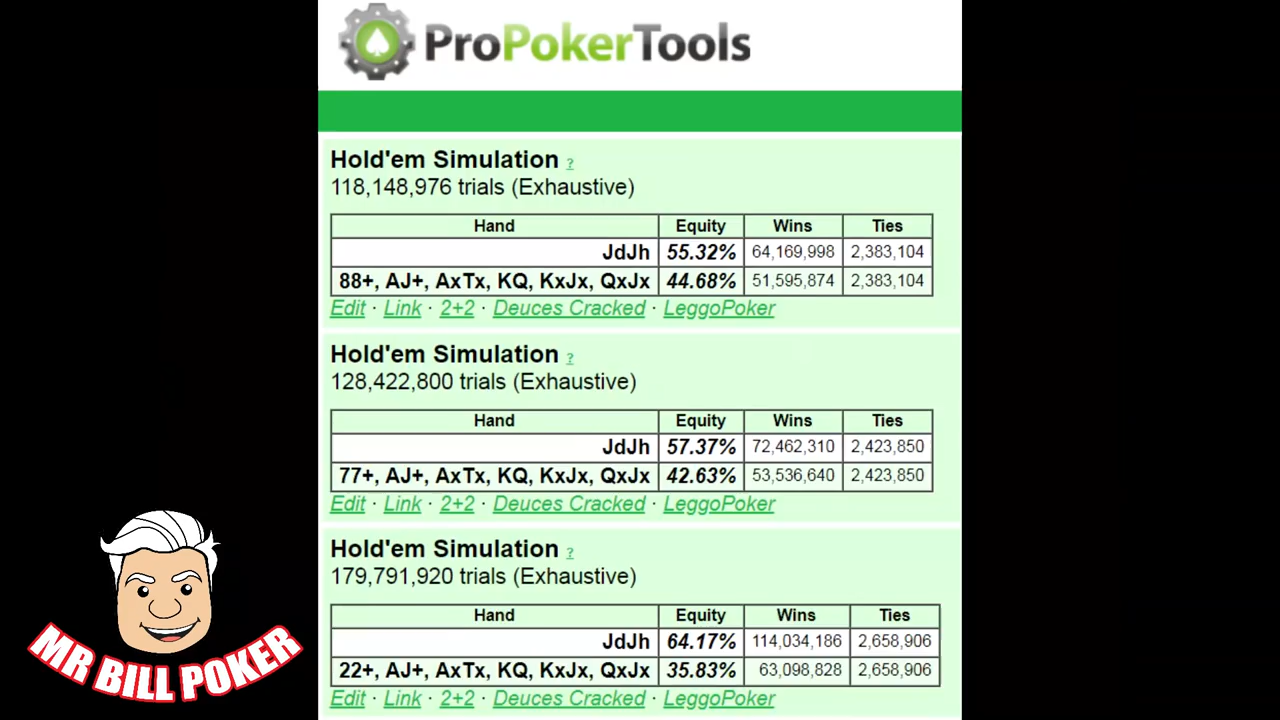 ProPokerTools
Hold'em Simulation ?
118,148,976 trials (Exhaustive)
Hand Equity Wins Ties
JdJh 55.32% 64,169,998 2,383,104
88+, AJ+, AxTx, KQ, KxJx, QxJx 44.68% 51,595,874 2,383,104
Edit · Link · 2+2 · Deuces Cracked · LeggoPoker
Hold'em Simulation ?
128,422,800 trials (Exhaustive)
Hand Equity Wins Ties
JdJh 57.37% 72,462,310 2,423,850
77+, AJ+, AxTx, KQ, KxJx, QxJx 42.63% 53,536,640 2,423,850
Edit · Link · 2+2 · Deuces Cracked · LeggoPoker
Hold'em Simulation ?
179,791,920 trials (Exhaustive)
Hand Equity Wins Ties
JdJh 64.17% 114,034,186 2,658,906
22+, AJ+, AxTx, KQ, KxJx, QxJx 35.83% 63,098,828 2,658,906
Edit · Link · 2+2 · Deuces Cracked · LeggoPoker
MR BILL POKER